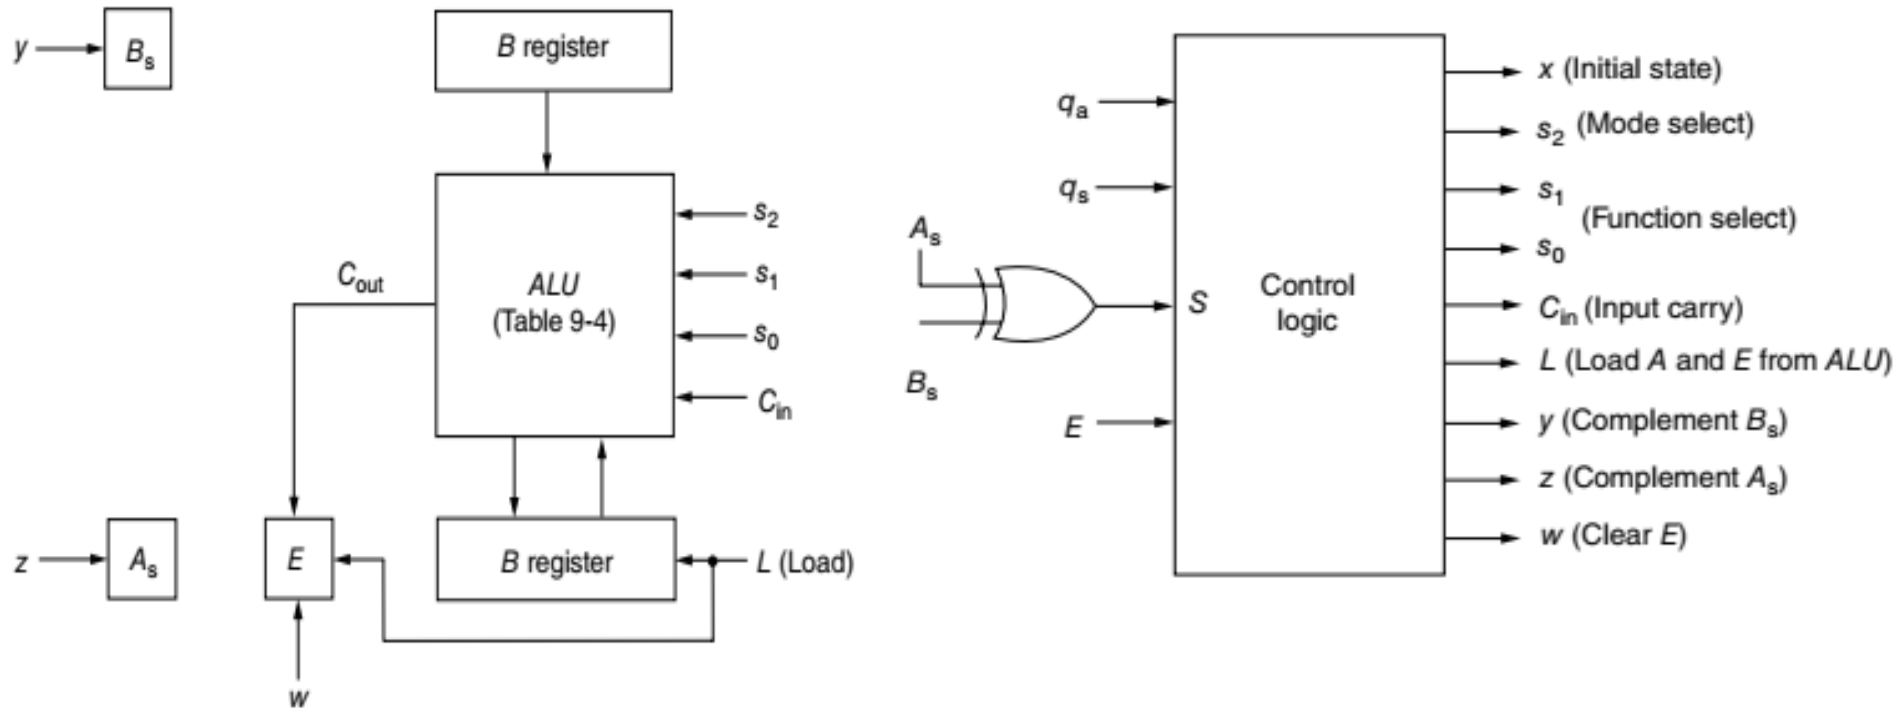 y
Bs
B register
s2
s1
s0
Cin
Cout
ALU
(Table 9-4)
z
As
E
B register
L (Load)
w
qa
qs
As
Bs
S
E
Control
logic
x (Initial state)
s2 (Mode select)
s1
(Function select)
s0
Cin (Input carry)
L (Load A and E from ALU)
y (Complement Bs)
z (Complement As)
w (Clear E)